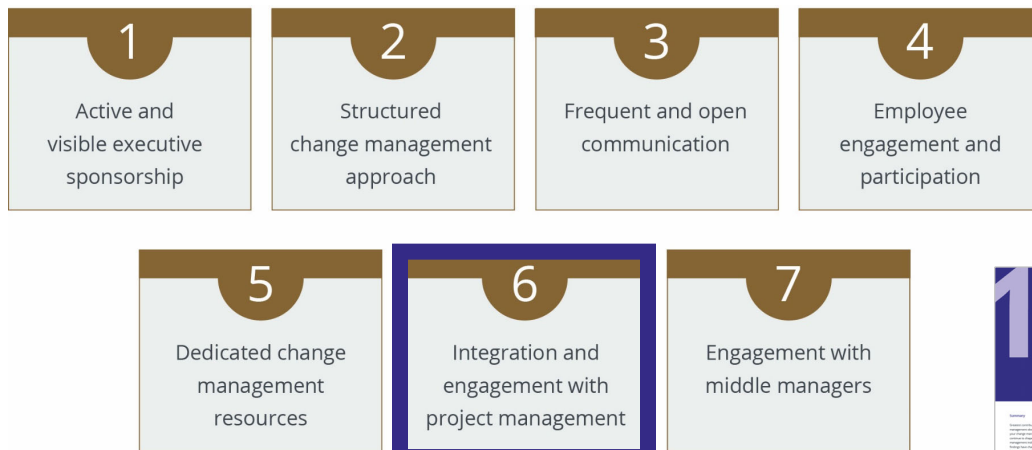 1
Active and
visible executive
sponsorship
2
Structured
change management
approach
3
Frequent and open
communication
4
Employee
engagement and
participation
5
Dedicated change
management
resources
6
Integration and
engagement with
project management
7
Engagement with
middle managers
1
Summary